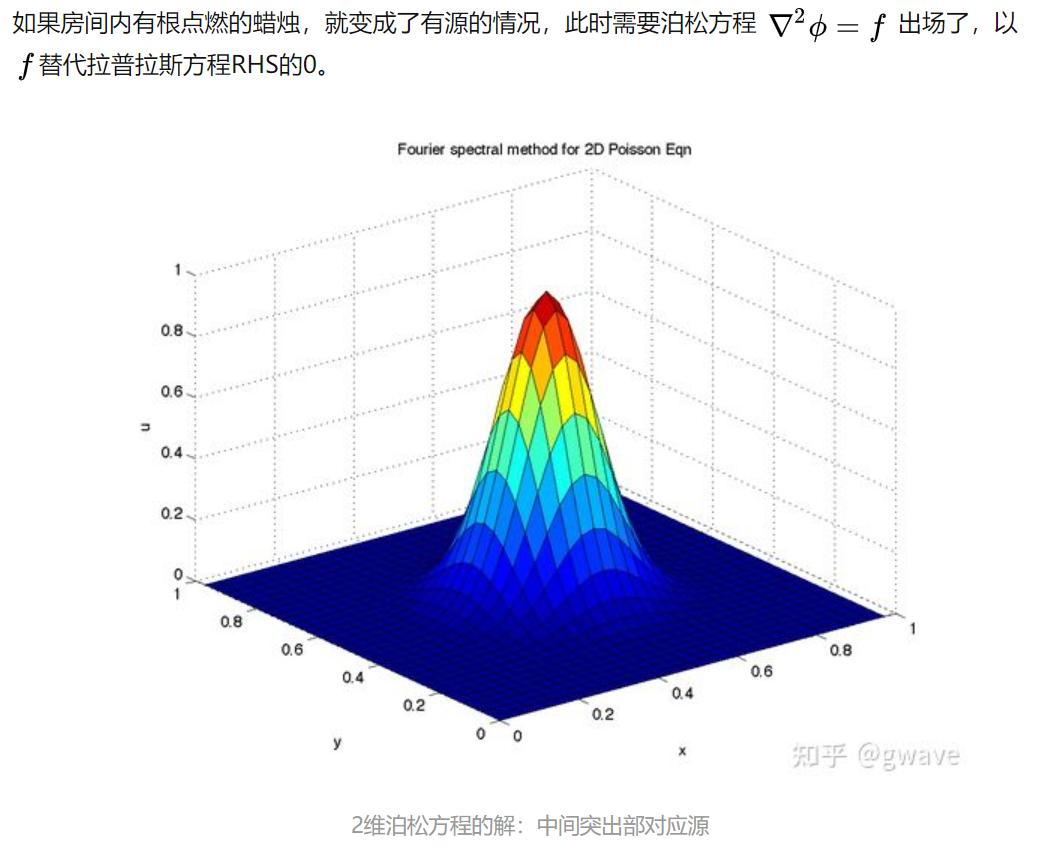 如果房间内有根点燃的蜡烛，就变成了有源的情况，此时需要泊松方程 ∇²ϕ = f 出场了，以
f 替代拉普拉斯方程RHS的0。
Fourier spectral method for 2D Poisson Eqn
1
0.8
0.6
0.4
0.2
0
u
1
0.8
0.6
0.4
0.2
0
y
0
0.2
0.4
0.6
0.8
1
x
知乎 @gwave
2维泊松方程的解：中间突出部对应源